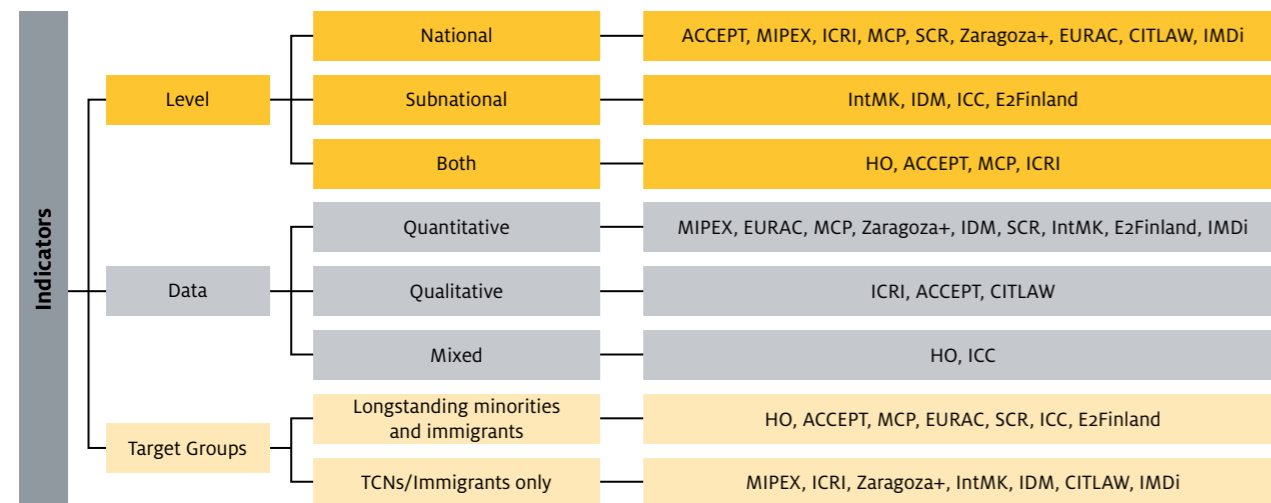 Indicators
Level
National
ACCEPT, MIPEX, ICRI, MCP, SCR, Zaragoza+, EURAC, CITLAW, IMDi
Subnational
IntMK, IDM, ICC, E2Finland
Both
HO, ACCEPT, MCP, ICRI
Data
Quantitative
MIPEX, EURAC, MCP, Zaragoza+, IDM, SCR, IntMK, E2Finland, IMDi
Qualitative
ICRI, ACCEPT, CITLAW
Mixed
HO, ICC
Target Groups
Longstanding minorities
and immigrants
HO, ACCEPT, MCP, EURAC, SCR, ICC, E2Finland
TCNs/Immigrants only
MIPEX, ICRI, Zaragoza+, IntMK, IDM, CITLAW, IMDi